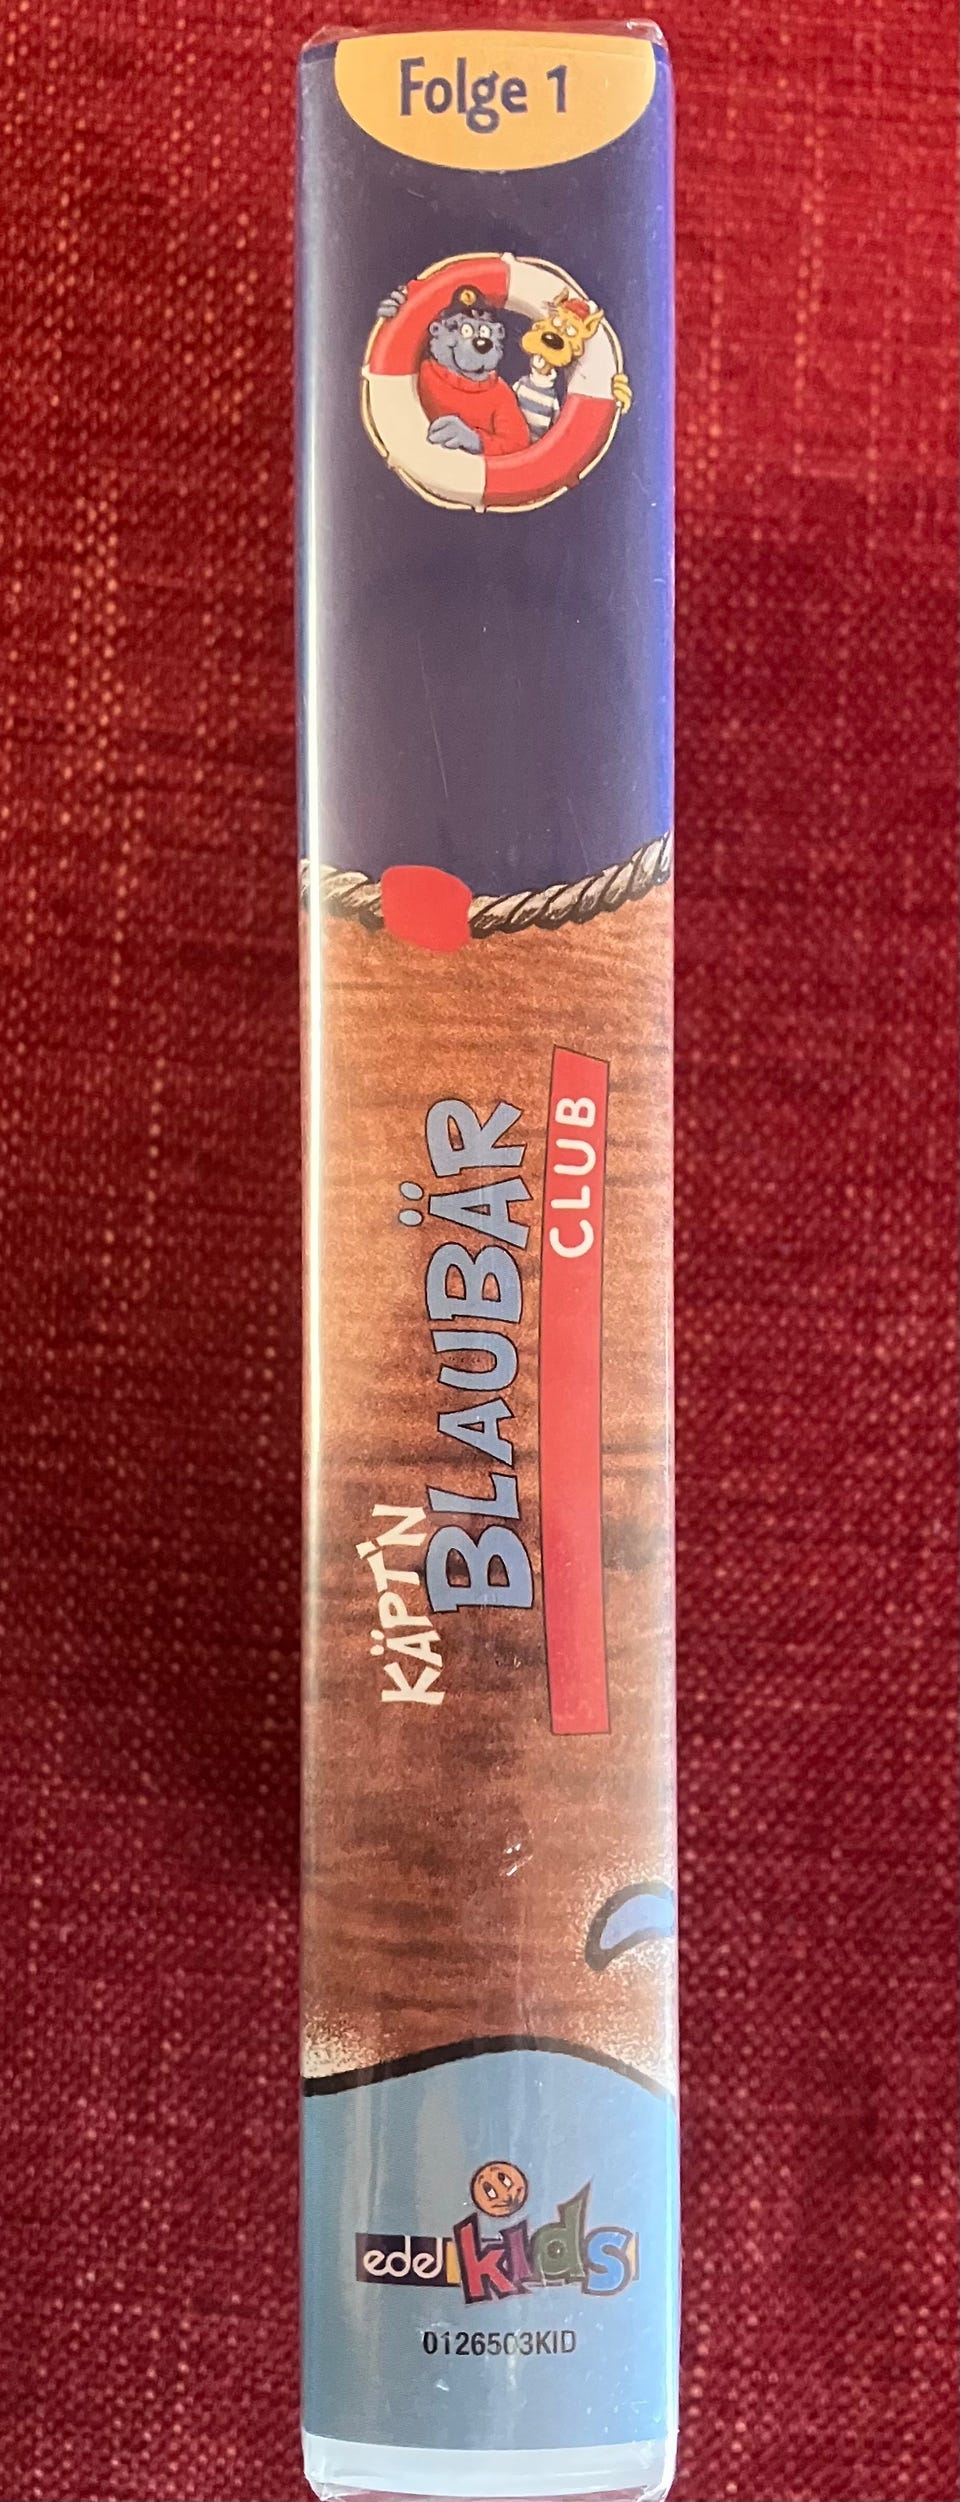 Folge 1
KÄPT'N
BLAUBÄR
CLUB
edel kids
0126503KID